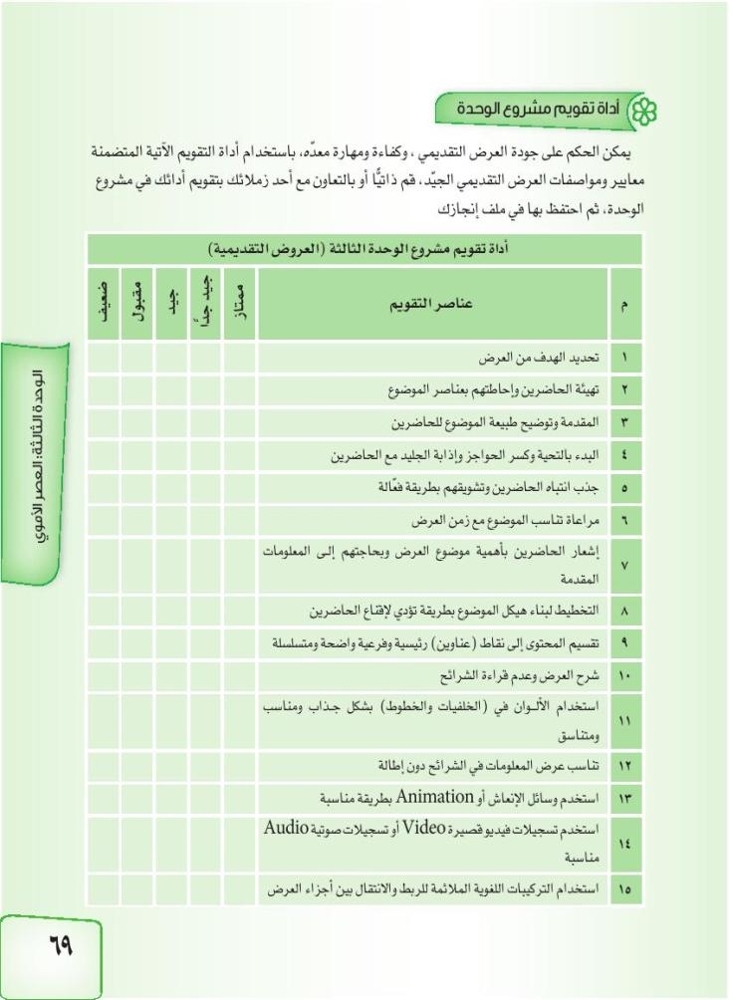 أداة تقويم مشروع الوحدة
يمكن الحكم على جودة العرض التقديمي ، وكفاءة ومهارة معدّه، باستخدام أداة التقويم الآتية المتضمنة
معايير ومواصفات العرض التقديمي الجيّد، قم ذاتيًّا أو بالتعاون مع أحد زملائك بتقويم أدائك في مشروع
الوحدة، ثم احتفظ بها في ملف إنجازك
أداة تقويم مشروع الوحدة الثالثة (العروض التقديمية)
م عناصر التقويم ممتاز جيد جدًّا جيد مقبول ضعيف
١ تحديد الهدف من العرض
٢ تهيئة الحاضرين وإحاطتهم بعناصر الموضوع
٣ المقدمة وتوضيح طبيعة الموضوع للحاضرين
٤ البدء بالتحية وكسر الحواجز وإذابة الجليد مع الحاضرين
٥ جذب انتباه الحاضرين وتشويقهم بطريقة فعّالة
٦ مراعاة تناسب الموضوع مع زمن العرض
٧ إشعار الحاضرين بأهمية موضوع العرض وبحاجتهم إلى المعلومات
المقدمة
٨ التخطيط لبناء هيكل الموضوع بطريقة تؤدي لإقناع الحاضرين
٩ تقسيم المحتوى إلى نقاط (عناوين) رئيسية وفرعية واضحة ومتسلسلة
١٠ شرح العرض وعدم قراءة الشرائح
١١ استخدام الألـوان في (الخلفيات والخطوط) بشكل جـذاب ومناسب
ومتناسق
١٢ تناسب عرض المعلومات في الشرائح دون إطالة
١٣ استخدم وسائل الإنعاش أو Animation بطريقة مناسبة
١٤ استخدم تسجيلات فيديو قصيرة Video أو تسجيلات صوتية Audio
مناسبة
١٥ استخدام التركيبات اللغوية الملائمة للربط والانتقال بين أجزاء العرض
الوحدة الثالثة: العصر الأموي
٦٩